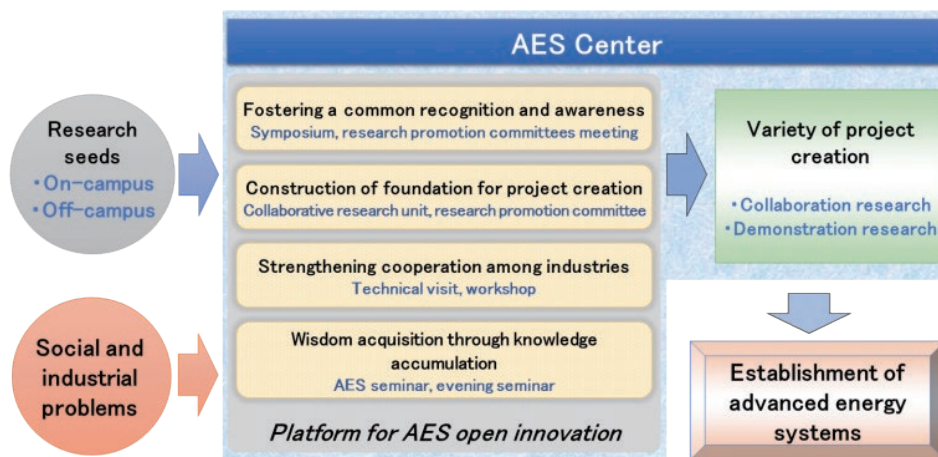 AES Center
Research
seeds
・On-campus
・Off-campus
Social and
industrial
problems
Fostering a common recognition and awareness
Symposium, research promotion committees meeting
Construction of foundation for project creation
Collaborative research unit, research promotion committee
Strengthening cooperation among industries
Technical visit, workshop
Wisdom acquisition through knowledge
accumulation
AES seminar, evening seminar
Platform for AES open innovation
Variety of project
creation
・Collaboration research
・Demonstration research
Establishment of
advanced energy
systems